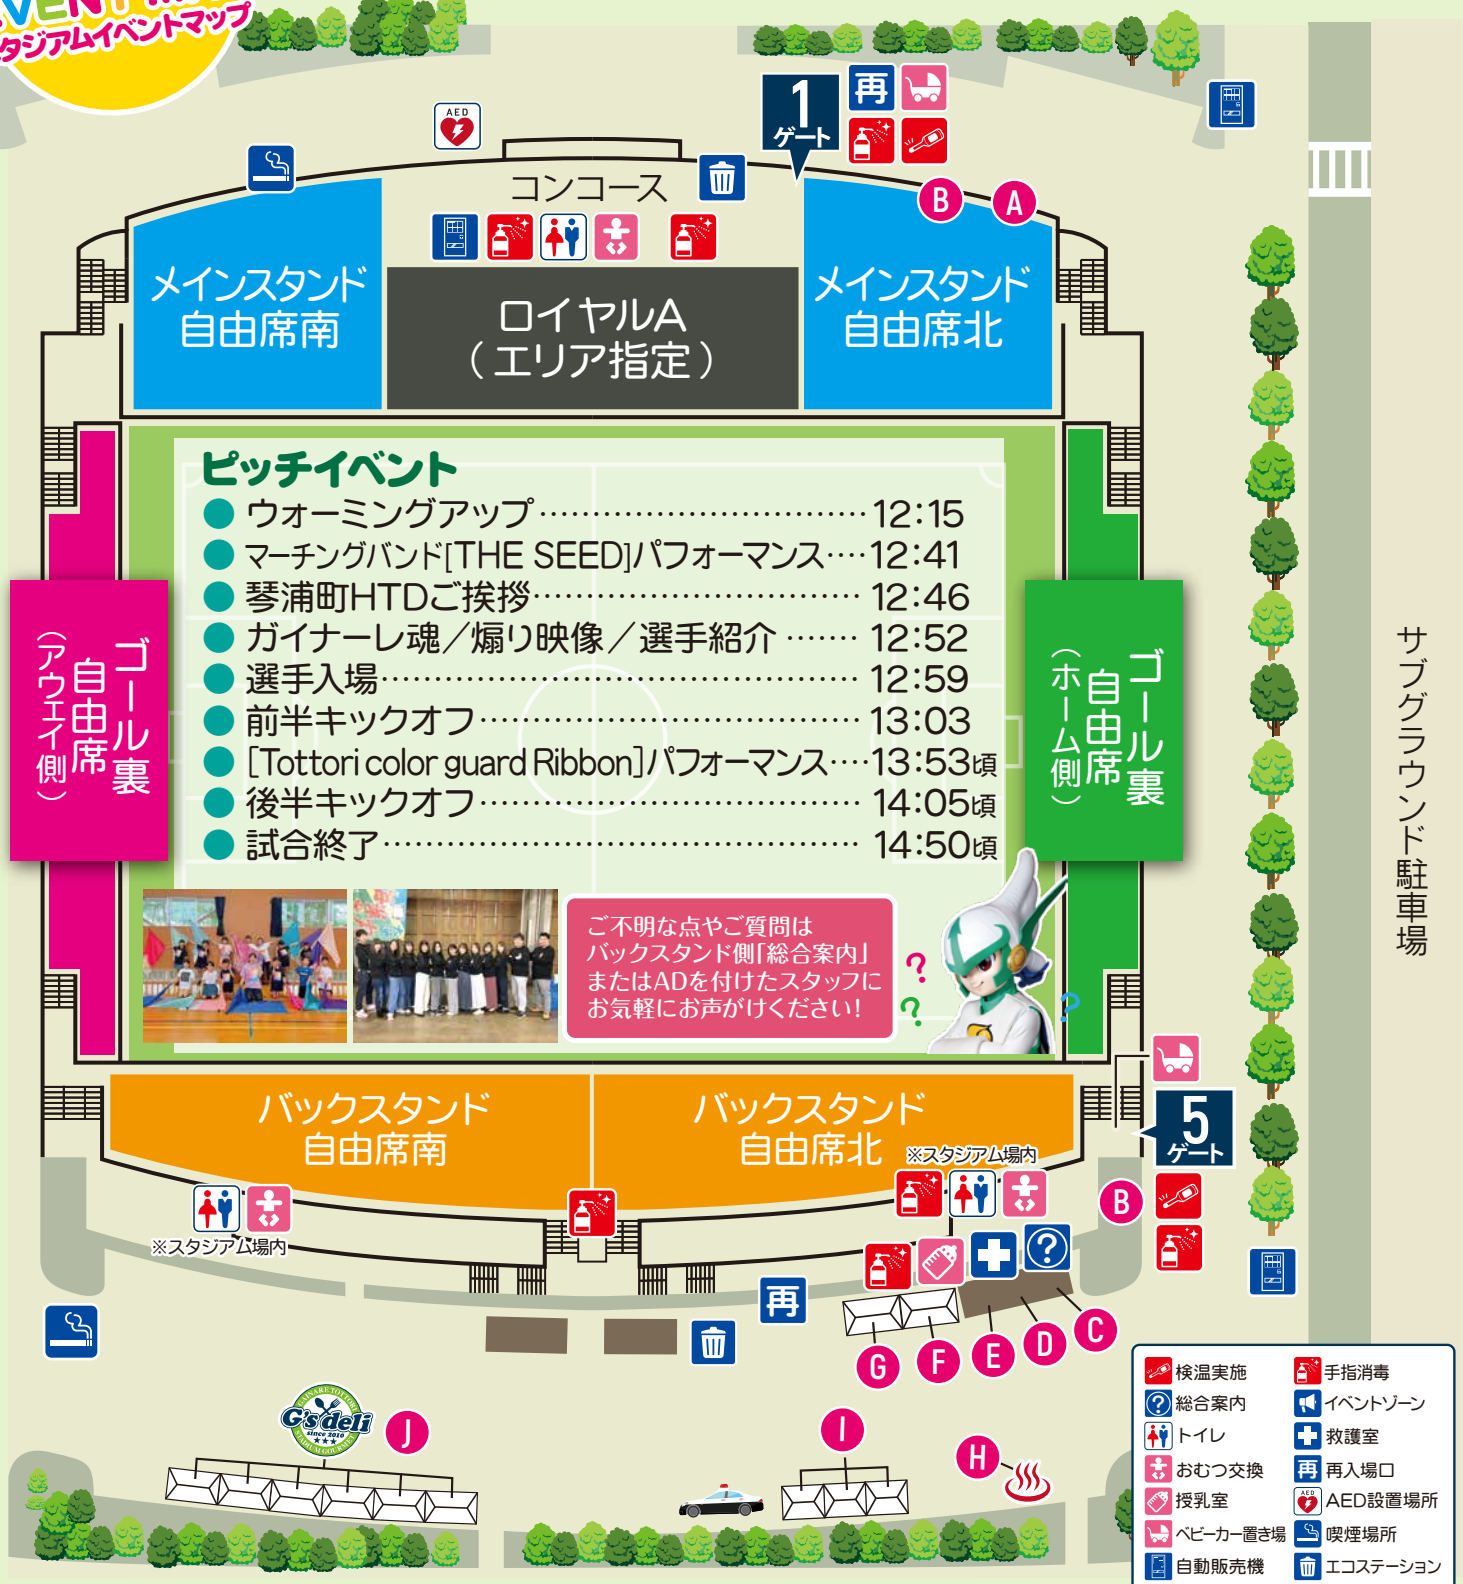 スタジアムイベントマップ
AED
1
ゲート
再
コンコース
B
A
メインスタンド
自由席南
ロイヤルA
(エリア指定)
メインスタンド
自由席北
ピッチイベント
● ウォーミングアップ……………………………12:15
● マーチングバンド[THE SEED]パフォーマンス…12:41
● 琴浦町HTDご挨拶…………………………12:46
● ガイナーレ魂/煽り映像/選手紹介……12:52
● 選手入場……………………………………12:59
● 前半キックオフ………………………………13:03
● [Tottori color guard Ribbon]パフォーマンス…13:53頃
● 後半キックオフ………………………………14:05頃
● 試合終了……………………………………14:50頃
ゴール裏
自由席
(アウエイ側)
ゴール裏
自由席
(ホーム側)
サブグラウンド駐車場
ご不明な点やご質問は
バックスタンド側「総合案内」
またはADを付けたスタッフに
お気軽にお声がけください!
?
?
?
バックスタンド
自由席南
バックスタンド
自由席北
5
ゲート
※スタジアム場内
※スタジアム場内
B
?
再
G
F
E
D
C
GAINARE TOTTORI
G's deli
since 2010
STADIUM GOURMET
J
I
H
検温実施
手指消毒
総合案内
イベントゾーン
トイレ
救護室
おむつ交換
再 再入場口
授乳室
AED AED設置場所
ベビーカー置き場
喫煙場所
自動販売機
エコステーション